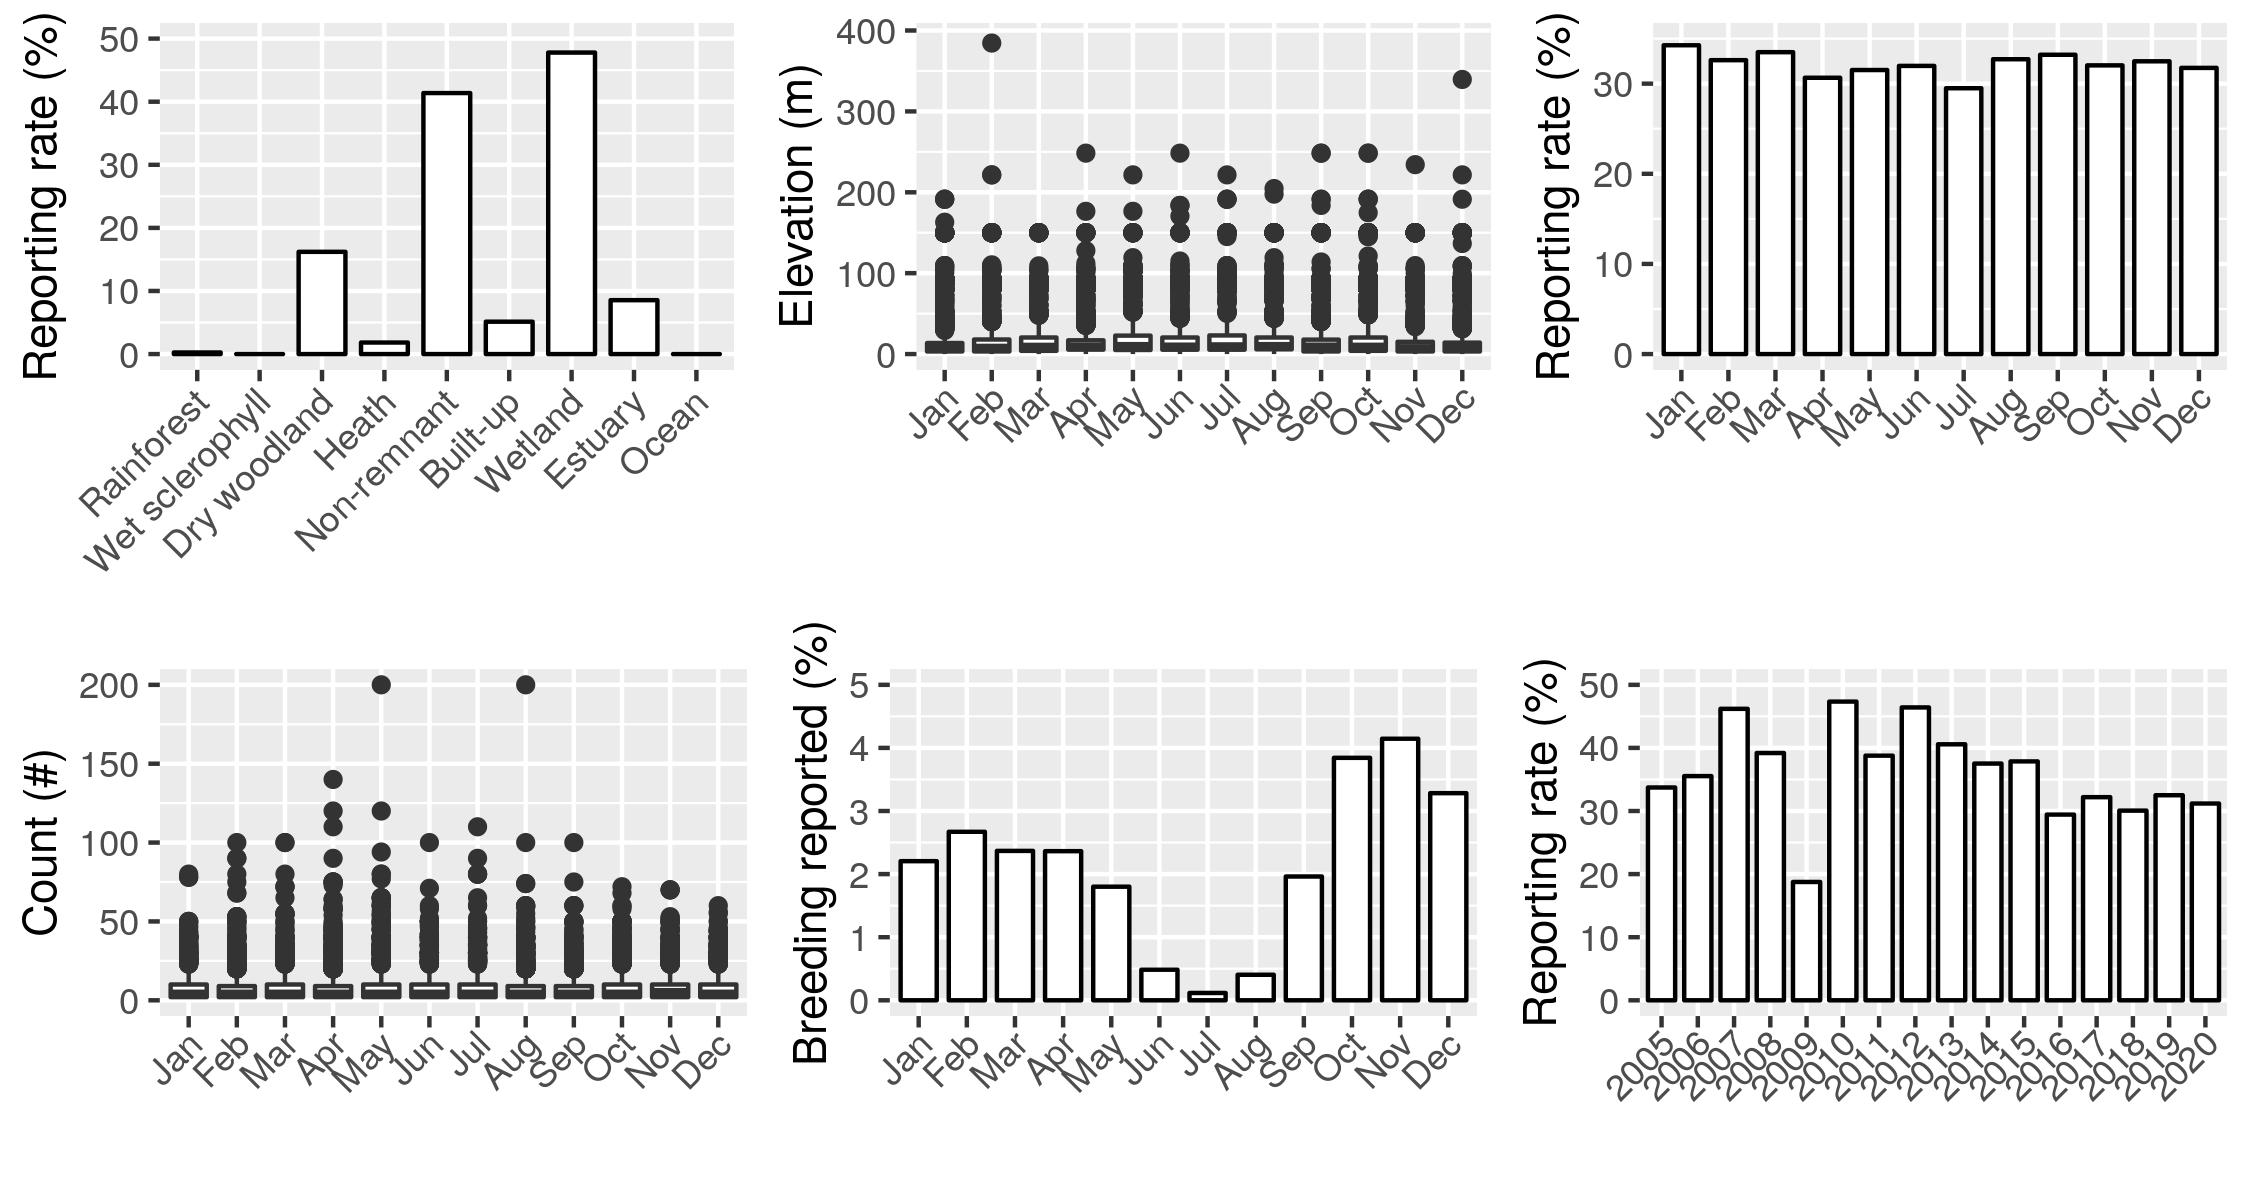 Reporting rate (%)
50
40
30
20
10
0
Rainforest
Wet sclerophyll
Dry woodland
Heath
Non-remnant
Built-up
Wetland
Estuary
Ocean
Elevation (m)
400
300
200
100
0
Jan
Feb
Mar
Apr
May
Jun
Jul
Aug
Sep
Oct
Nov
Dec
Reporting rate (%)
30
20
10
0
Jan
Feb
Mar
Apr
May
Jun
Jul
Aug
Sep
Oct
Nov
Dec
Count (#)
200
150
100
50
0
Jan
Feb
Mar
Apr
May
Jun
Jul
Aug
Sep
Oct
Nov
Dec
Breeding reported (%)
5
4
3
2
1
0
Jan
Feb
Mar
Apr
May
Jun
Jul
Aug
Sep
Oct
Nov
Dec
Reporting rate (%)
50
40
30
20
10
0
2005
2006
2007
2008
2009
2010
2011
2012
2013
2014
2015
2016
2017
2018
2019
2020